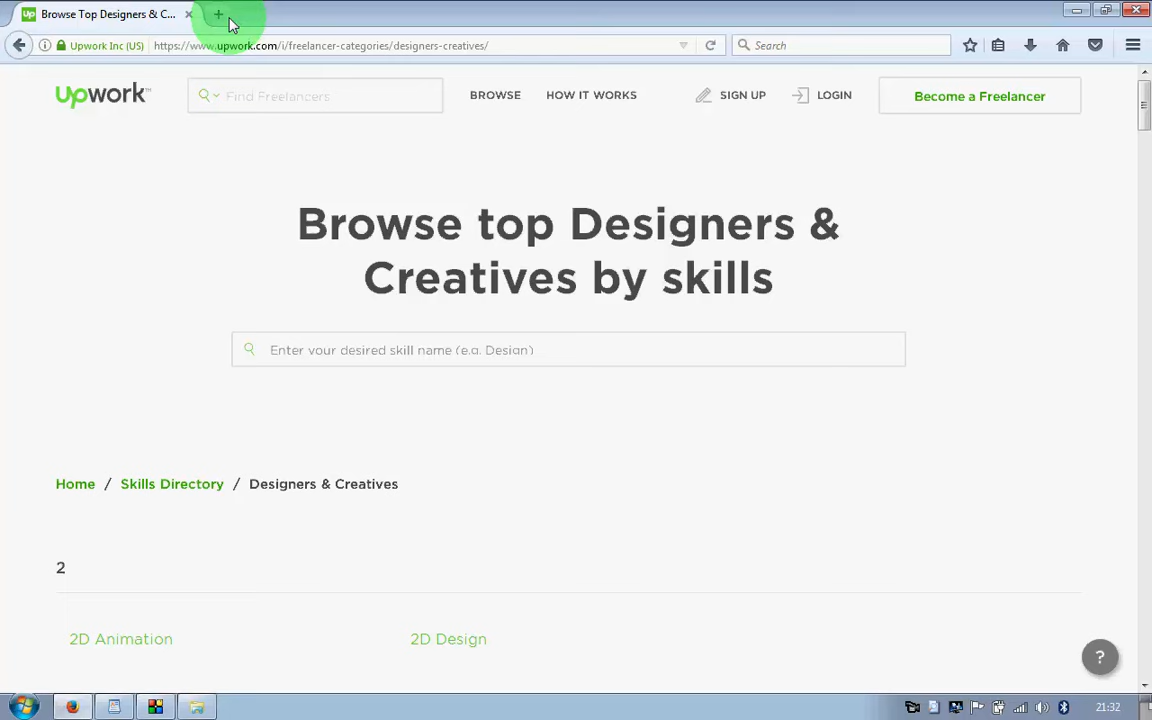 Browse Top Designers & C...
Upwork Inc (US) https://www.upwork.com/i/freelancer-categories/designers-creatives/ Search
upwork Find Freelancers BROWSE HOW IT WORKS SIGN UP LOGIN Become a Freelancer
Browse top Designers &
Creatives by skills
Enter your desired skill name (e.g. Design)
Home / Skills Directory / Designers & Creatives
2
2D Animation 2D Design
?
21:32